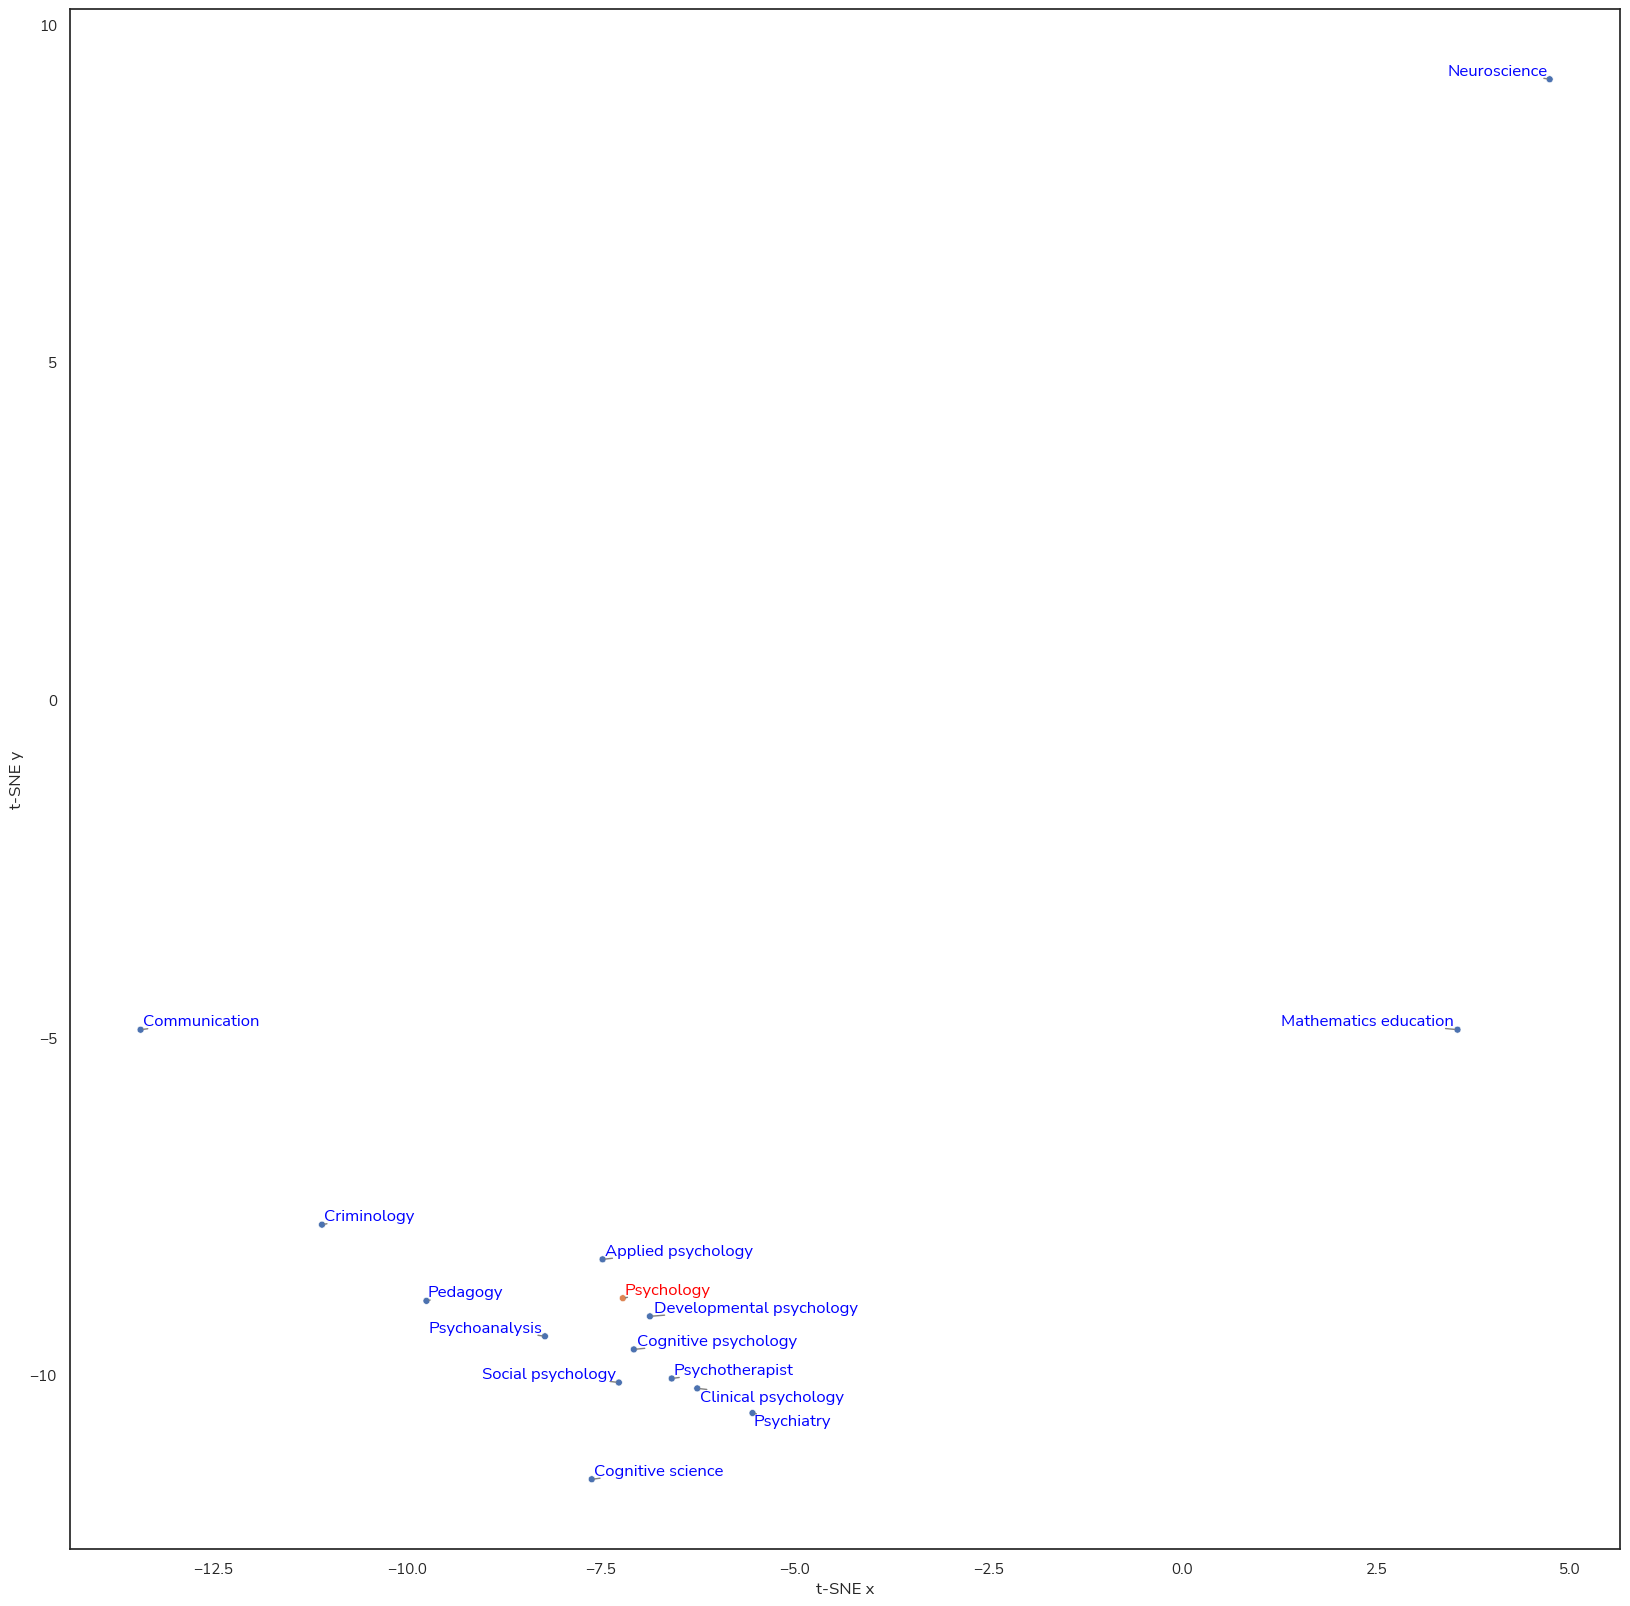 10
Neuroscience
5
0
t-SNE y
Communication
Mathematics education
−5
Criminology
Applied psychology
Psychology
Pedagogy
Developmental psychology
Psychoanalysis
Cognitive psychology
Psychotherapist
Social psychology
−10
Clinical psychology
Psychiatry
Cognitive science
−12.5 −10.0 −7.5 −5.0 −2.5 0.0 2.5 5.0
t-SNE x